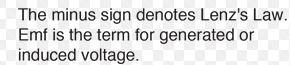 The minus sign denotes Lenz's Law.
Emf is the term for generated or
induced voltage.